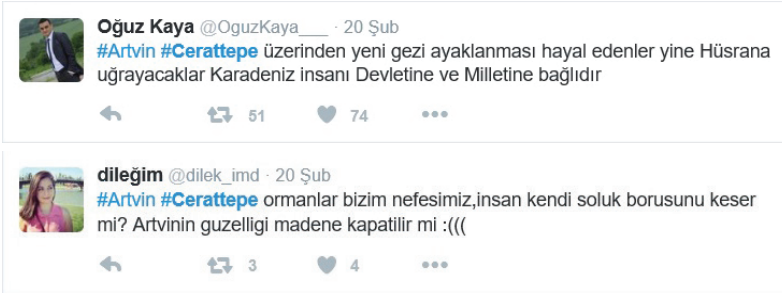 Oğuz Kaya @OguzKaya___ · 20 Şub
#Artvin #Cerattepe üzerinden yeni gezi ayaklanması hayal edenler yine Hüsrana
uğrayacaklar Karadeniz insanı Devletine ve Milletine bağlıdır
51 74
dileğim @dilek_imd · 20 Şub
#Artvin #Cerattepe ormanlar bizim nefesimiz,insan kendi soluk borusunu keser
mi? Artvinin guzelligi madene kapatilir mi :(((
3 4